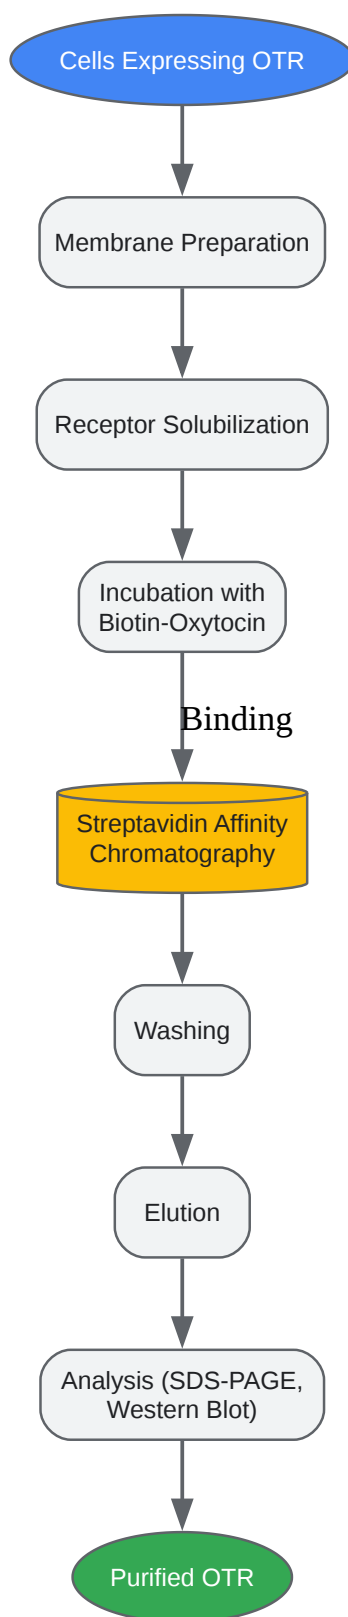 Cells Expressing OTR
Membrane Preparation
Receptor Solubilization
Incubation with
Biotin-Oxytocin
Binding
Streptavidin Affinity
Chromatography
Washing
Elution
Analysis (SDS-PAGE,
Western Blot)
Purified OTR